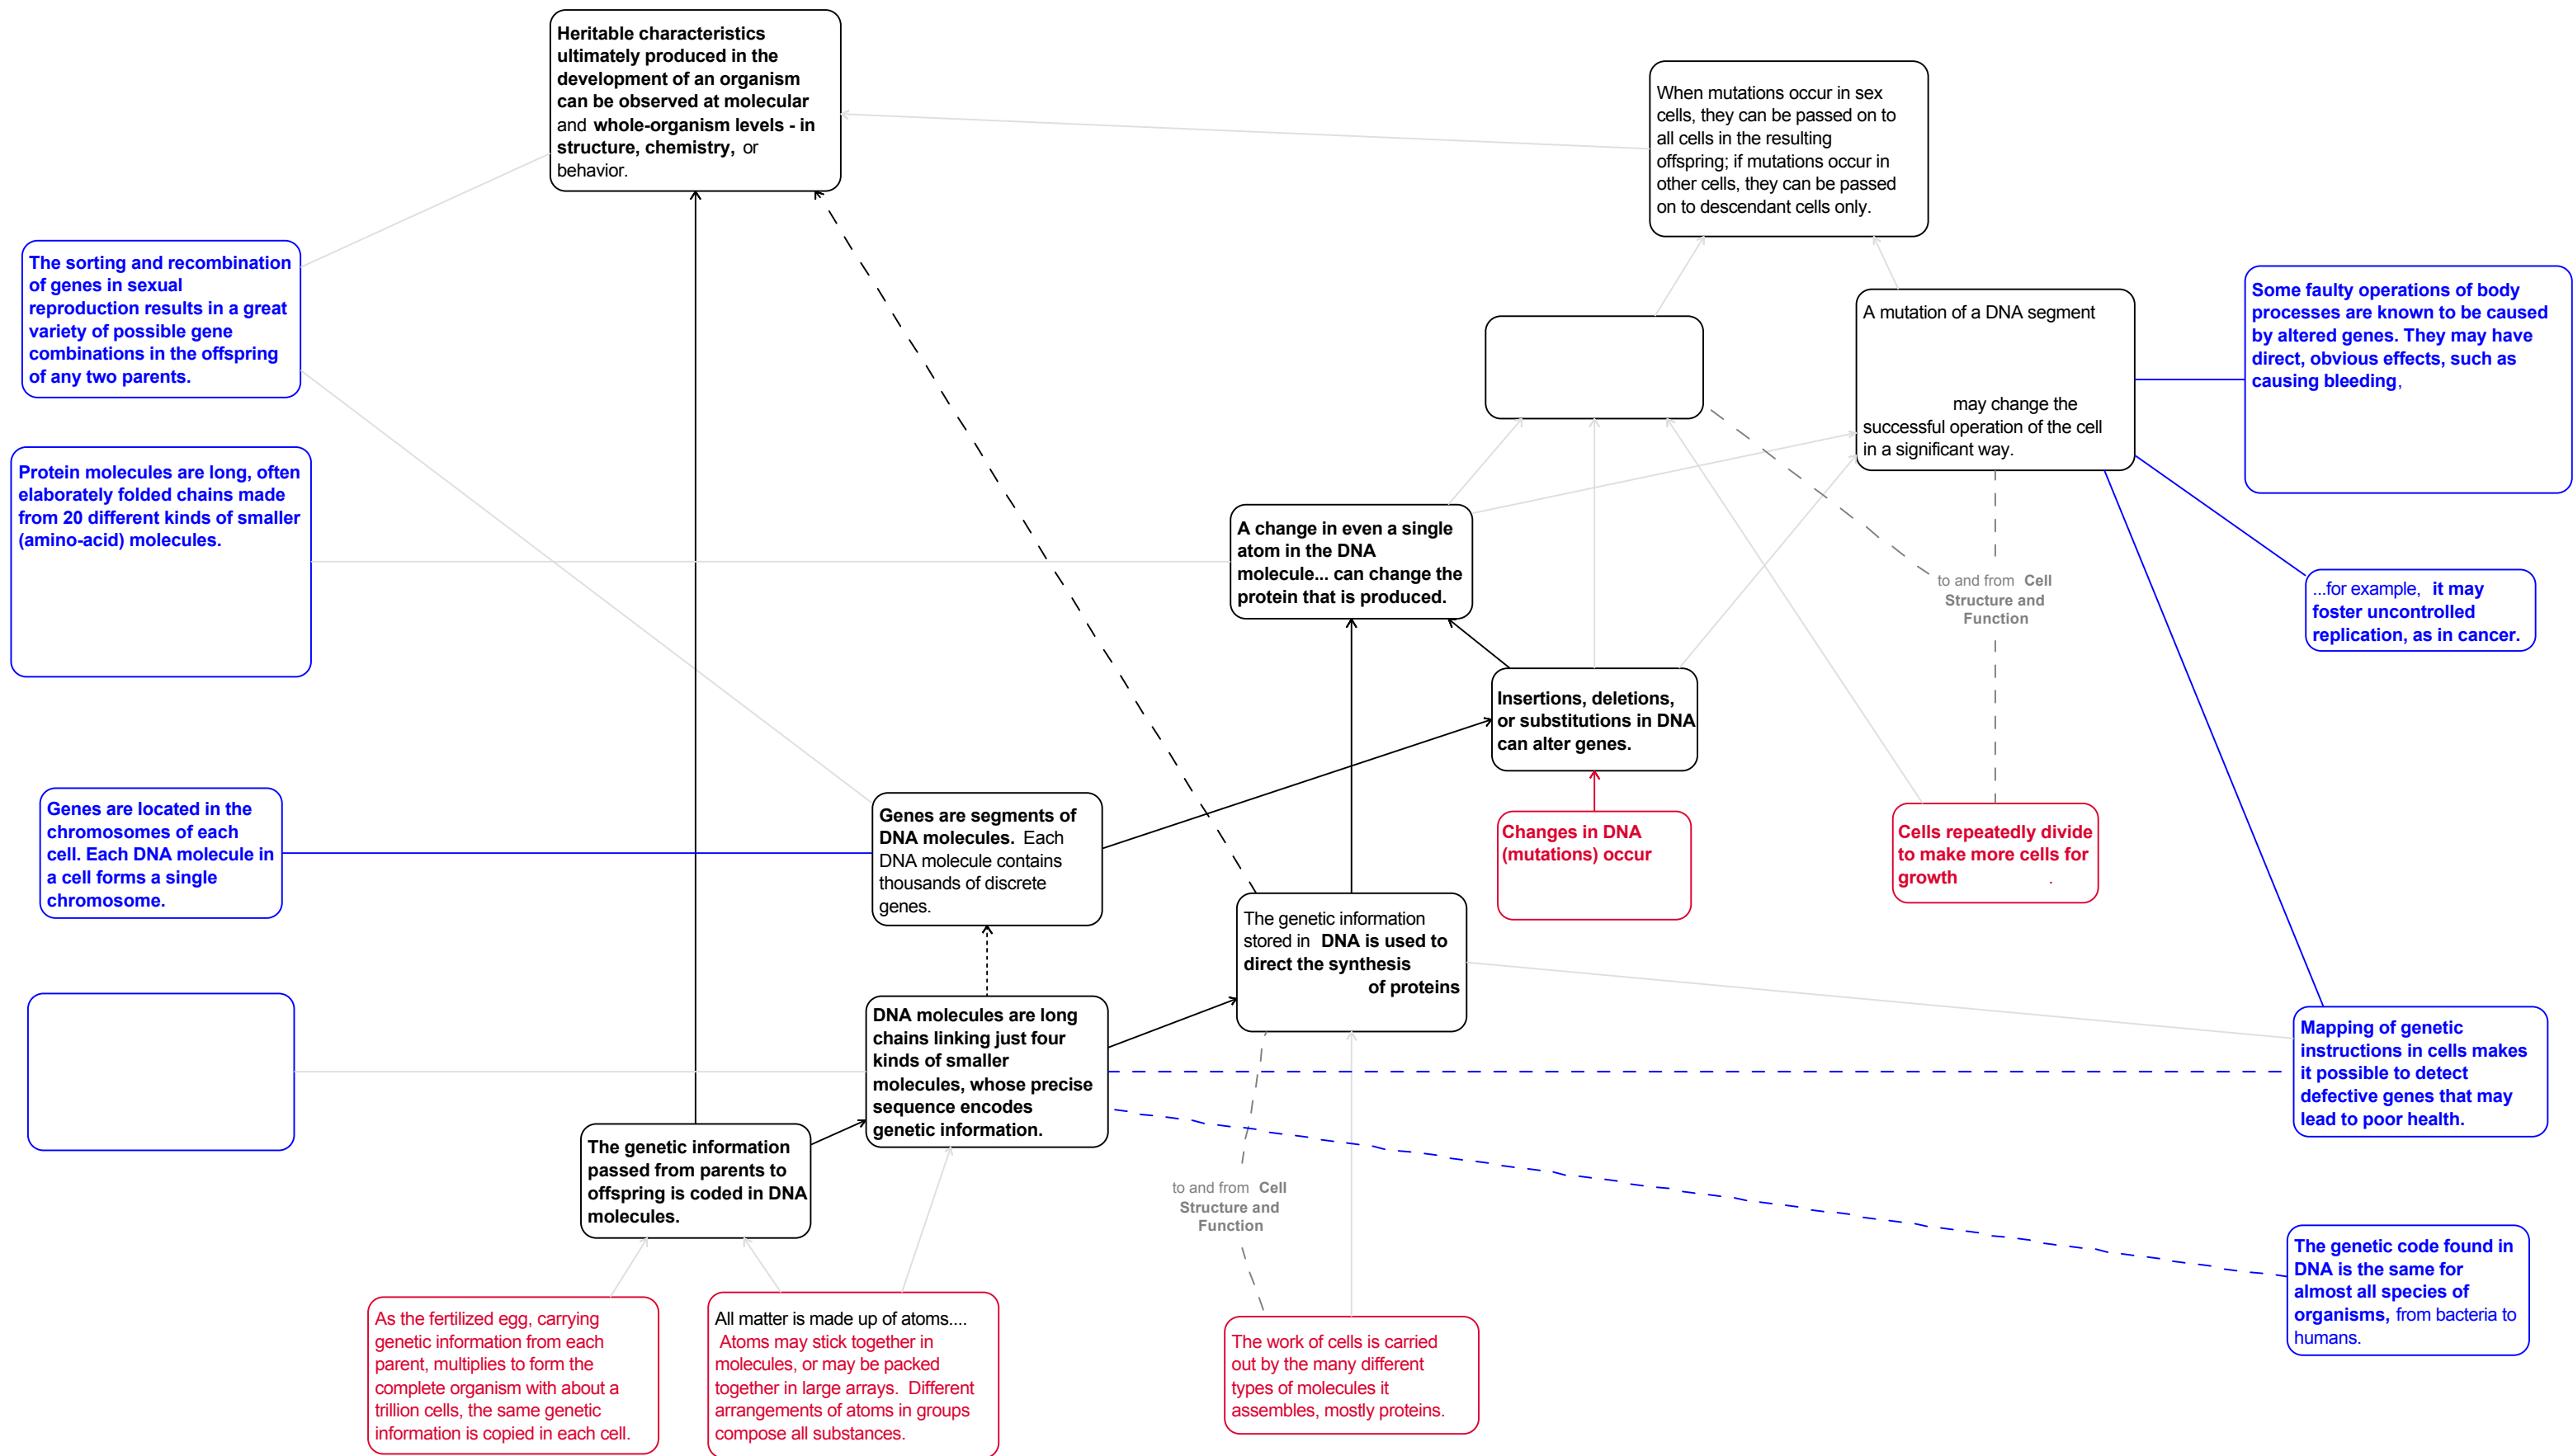 Heritable characteristics
ultimately produced in the
development of an organism
can be observed at molecular
and whole-organism levels - in
structure, chemistry, or
behavior.
When mutations occur in sex
cells, they can be passed on to
all cells in the resulting
offspring; if mutations occur in
other cells, they can be passed
on to descendant cells only.
The sorting and recombination
of genes in sexual
reproduction results in a great
variety of possible gene
combinations in the offspring
of any two parents.
A mutation of a DNA segment
may change the
successful operation of the cell
in a significant way.
Some faulty operations of body
processes are known to be caused
by altered genes. They may have
direct, obvious effects, such as
causing bleeding,
Protein molecules are long, often
elaborately folded chains made
from 20 different kinds of smaller
(amino-acid) molecules.
A change in even a single
atom in the DNA
molecule... can change the
protein that is produced.
to and from Cell
Structure and
Function
...for example, it may
foster uncontrolled
replication, as in cancer.
Insertions, deletions,
or substitutions in DNA
can alter genes.
Genes are located in the
chromosomes of each
cell. Each DNA molecule in
a cell forms a single
chromosome.
Genes are segments of
DNA molecules. Each
DNA molecule contains
thousands of discrete
genes.
Changes in DNA
(mutations) occur
Cells repeatedly divide
to make more cells for
growth .
The genetic information
stored in DNA is used to
direct the synthesis
of proteins
DNA molecules are long
chains linking just four
kinds of smaller
molecules, whose precise
sequence encodes
genetic information.
Mapping of genetic
instructions in cells makes
it possible to detect
defective genes that may
lead to poor health.
The genetic information
passed from parents to
offspring is coded in DNA
molecules.
to and from Cell
Structure and
Function
The genetic code found in
DNA is the same for
almost all species of
organisms, from bacteria to
humans.
As the fertilized egg, carrying
genetic information from each
parent, multiplies to form the
complete organism with about a
trillion cells, the same genetic
information is copied in each cell.
All matter is made up of atoms....
Atoms may stick together in
molecules, or may be packed
together in large arrays. Different
arrangements of atoms in groups
compose all substances.
The work of cells is carried
out by the many different
types of molecules it
assembles, mostly proteins.